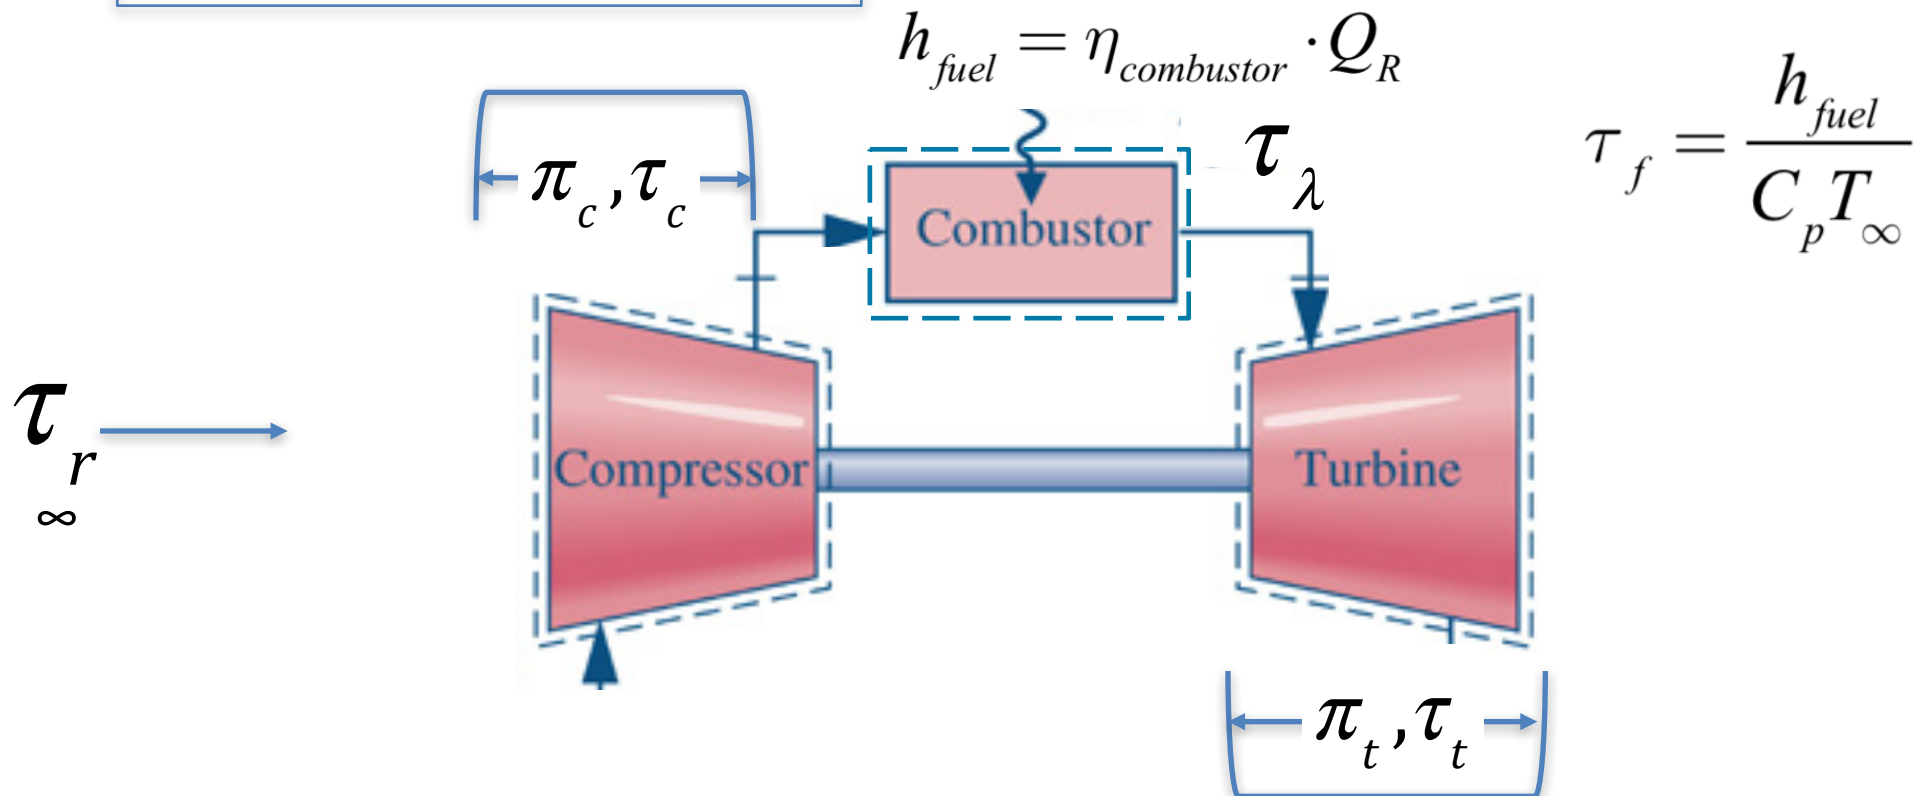 h_fuel = η_combustor · Q_R
τ_f = h_fuel / C_p T_∞
π_c , τ_c
τ_λ
Combustor
τ_r
∞
Compressor
Turbine
π_t , τ_t